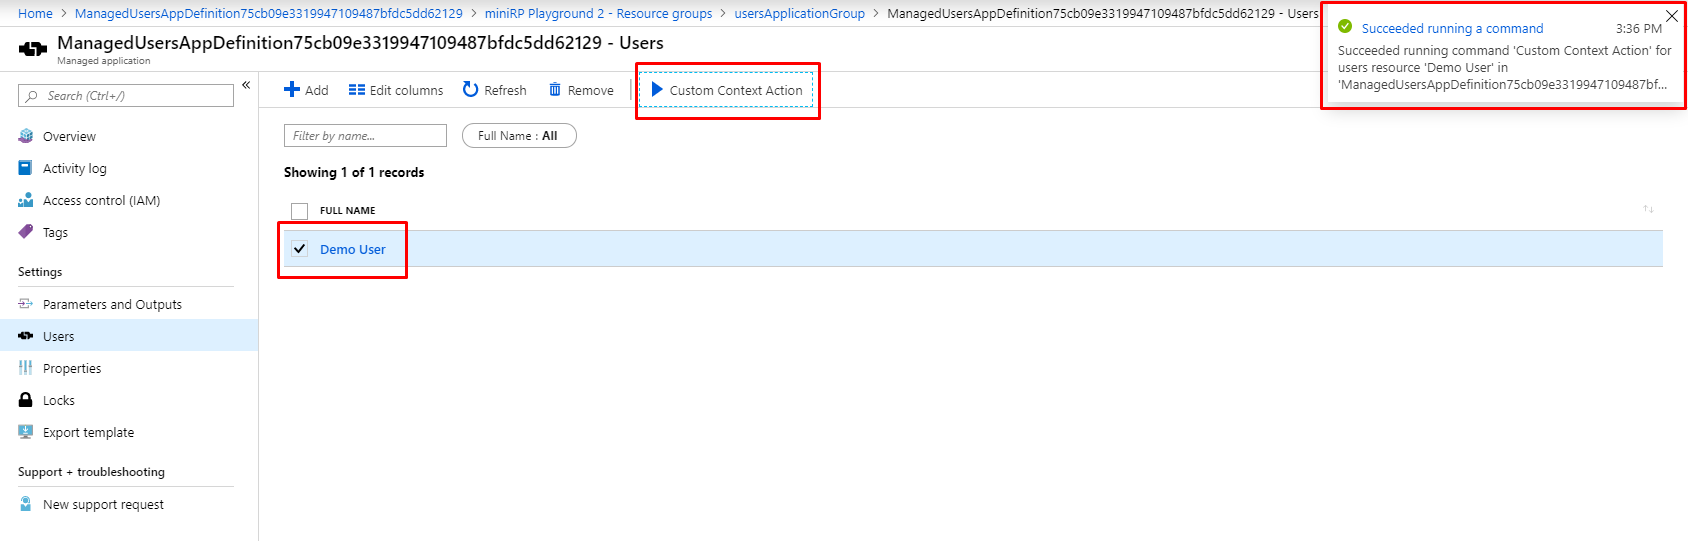 Home > ManagedUsersAppDefinition75cb09e3319947109487bfdc5dd62129 > miniRP Playground 2 - Resource groups > usersApplicationGroup > ManagedUsersAppDefinition75cb09e3319947109487bfdc5dd62129 - Users
ManagedUsersAppDefinition75cb09e3319947109487bfdc5dd62129 - Users
Managed application
Succeeded running a command 3:36 PM
Succeeded running command 'Custom Context Action' for
users resource 'Demo User' in
'ManagedUsersAppDefinition75cb09e3319947109487bf...
Search (Ctrl+/)
«
Overview
Activity log
Access control (IAM)
Tags
Settings
Parameters and Outputs
Users
Properties
Locks
Export template
Support + troubleshooting
New support request
Add Edit columns Refresh Remove Custom Context Action
Filter by name... Full Name : All
Showing 1 of 1 records
FULL NAME
Demo User